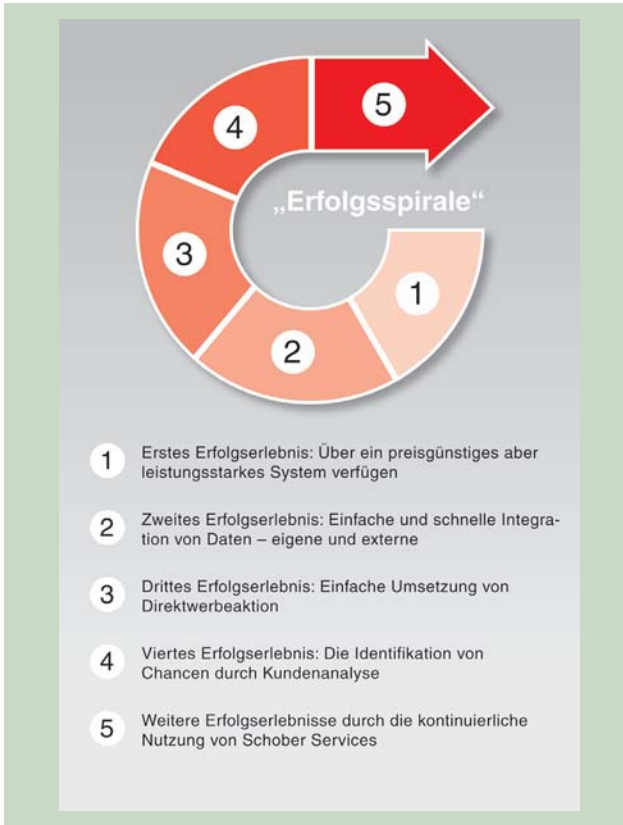 5
4
„Erfolgsspirale“
3
1
2
1 Erstes Erfolgserlebnis: Über ein preisgünstiges aber
leistungsstarkes System verfügen
2 Zweites Erfolgserlebnis: Einfache und schnelle Integra-
tion von Daten – eigene und externe
3 Drittes Erfolgserlebnis: Einfache Umsetzung von
Direktwerbeaktion
4 Viertes Erfolgserlebnis: Die Identifikation von
Chancen durch Kundenanalyse
5 Weitere Erfolgserlebnisse durch die kontinuierliche
Nutzung von Schober Services